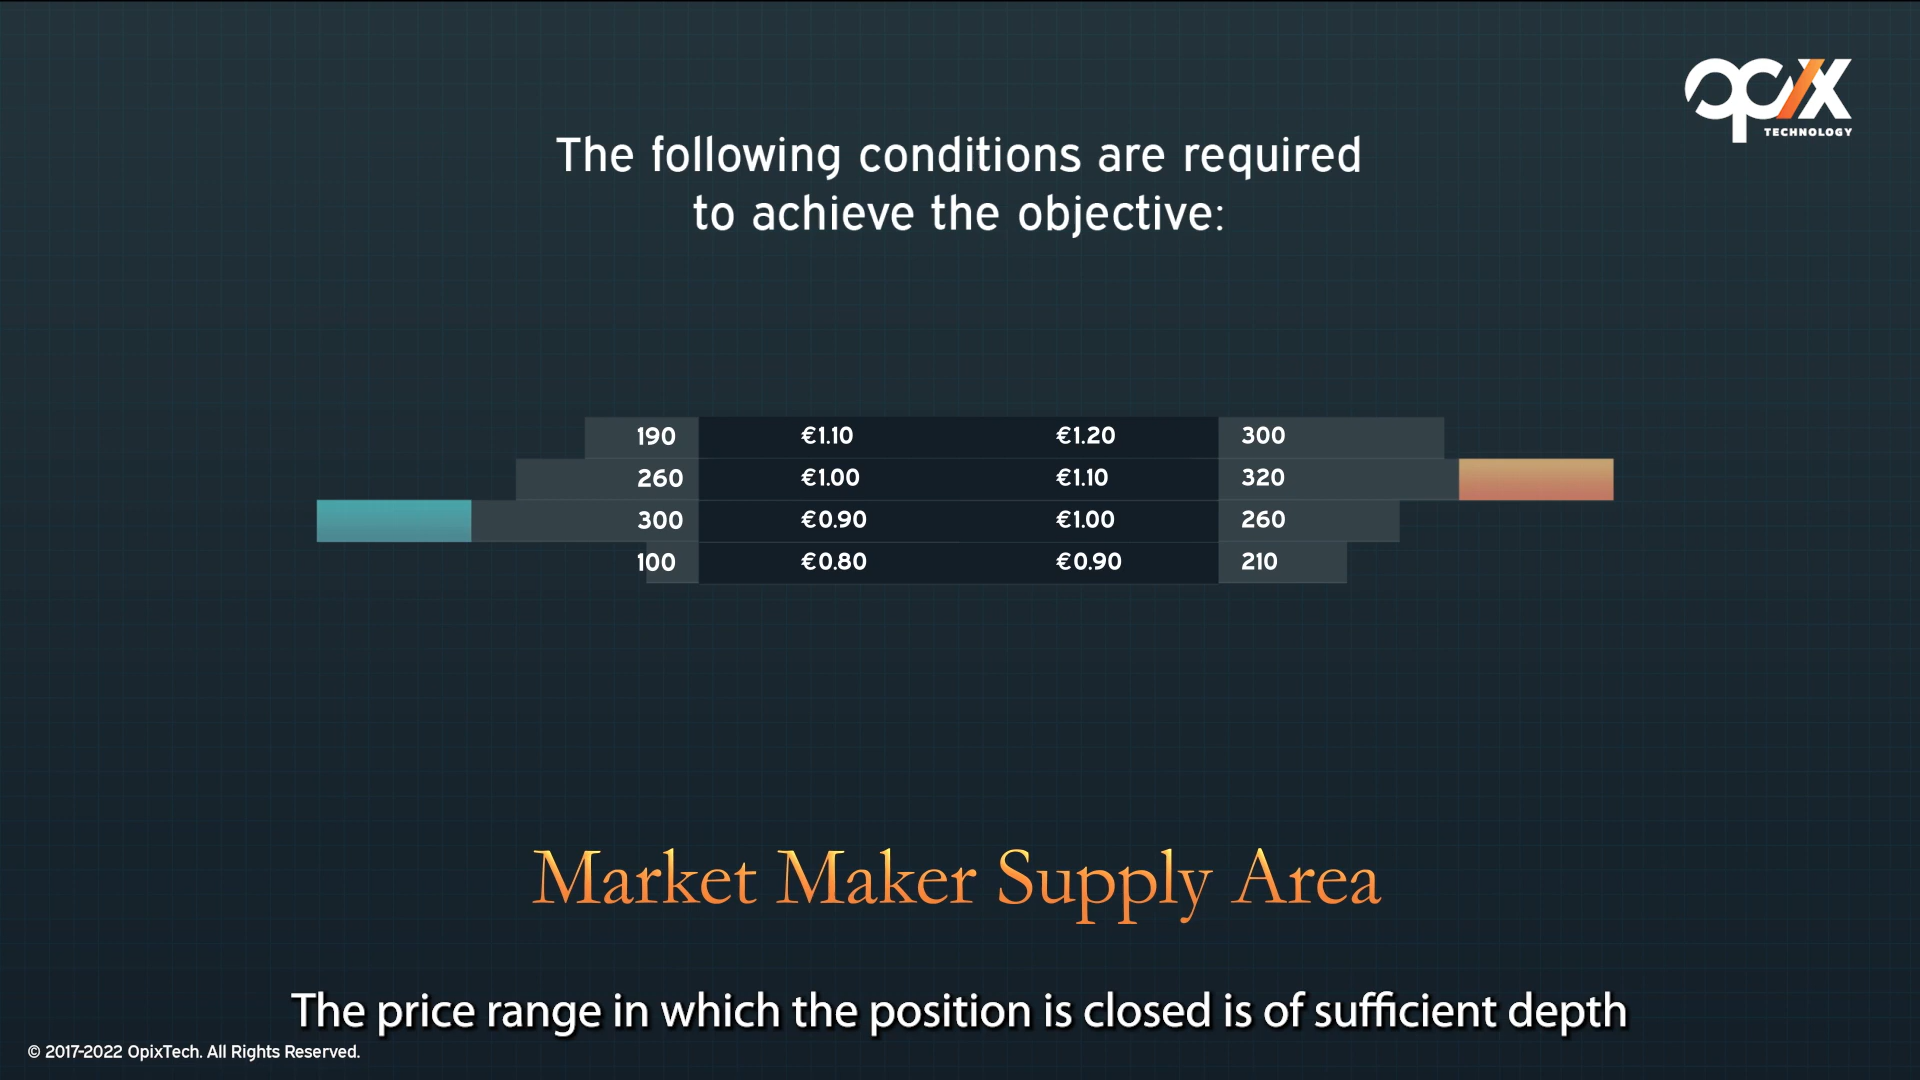 opix
TECHNOLOGY
The following conditions are required
to achieve the objective:
190 €1.10 €1.20 300
260 €1.00 €1.10 320
300 €0.90 €1.00 260
100 €0.80 €0.90 210
Market Maker Supply Area
The price range in which the position is closed is of sufficient depth
© 2017-2022 OpixTech. All Rights Reserved.